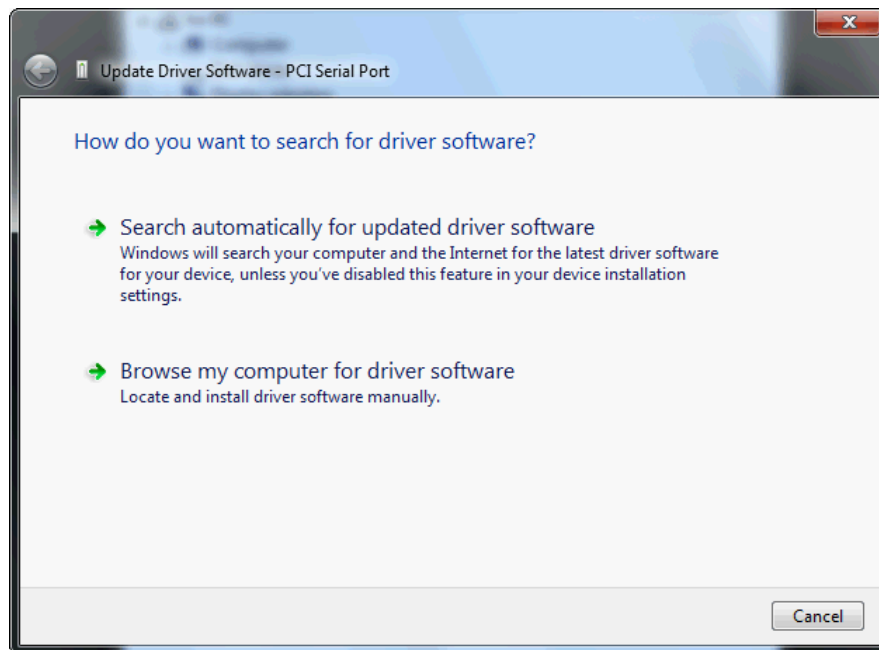 Computer
Update Driver Software - PCI Serial Port
How do you want to search for driver software?
Search automatically for updated driver software
Windows will search your computer and the Internet for the latest driver software
for your device, unless you've disabled this feature in your device installation
settings.
Browse my computer for driver software
Locate and install driver software manually.
Cancel